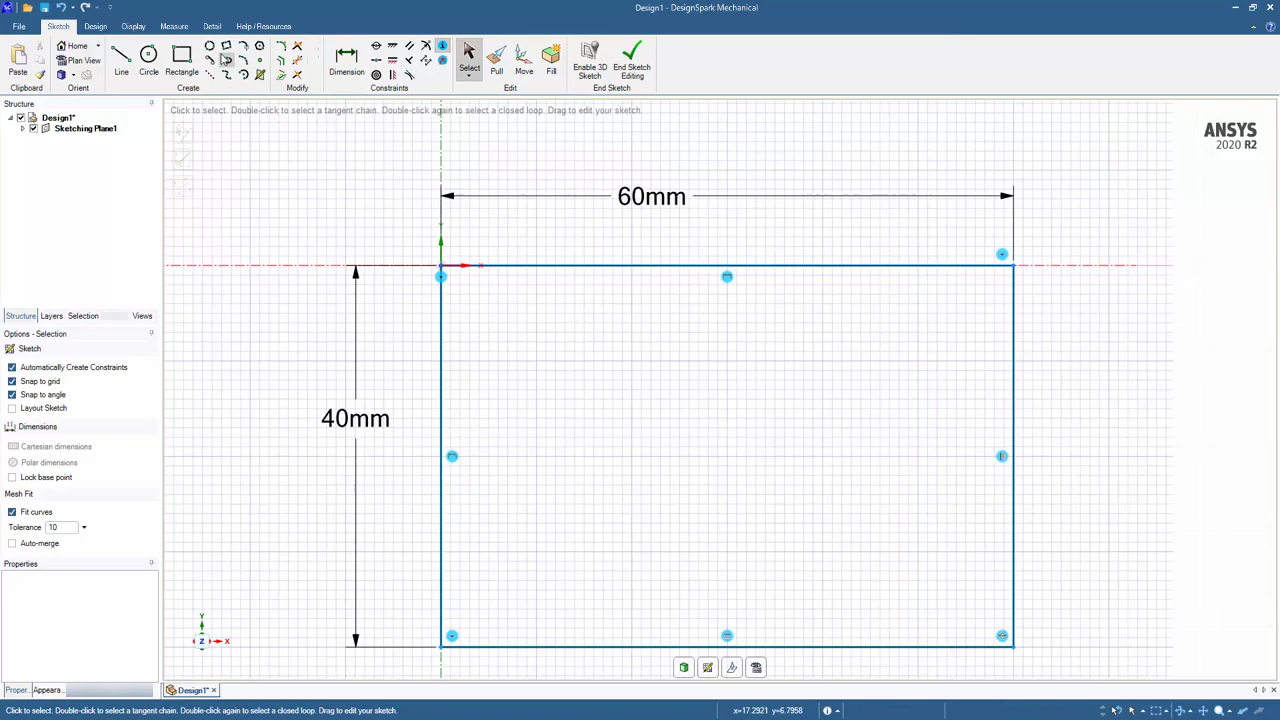 Design1 - DesignSpark Mechanical
File Sketch Design Display Measure Detail Help / Resources
Paste
Clipboard
Home
Plan View
Orient
Line
Circle
Rectangle
Create
Modify
Dimension
Constraints
Select
Pull
Move
Fill
Edit
Enable 3D Sketch
End Sketch Editing
End Sketch
Structure
Design1*
Sketching Plane1
Structure Layers Selection Views
Options - Selection
Sketch
Automatically Create Constraints
Snap to grid
Snap to angle
Layout Sketch
Dimensions
Cartesian dimensions
Polar dimensions
Lock base point
Mesh Fit
Fit curves
Tolerance 10
Auto-merge
Properties
Proper... Appeara...
Click to select. Double-click to select a tangent chain. Double-click again to select a closed loop. Drag to edit your sketch.
ANSYS
2020 R2
60mm
40mm
Y
Z
X
Design1*
Click to select. Double-click to select a tangent chain. Double-click again to select a closed loop. Drag to edit your sketch.
x=17.2921 y=6.7958